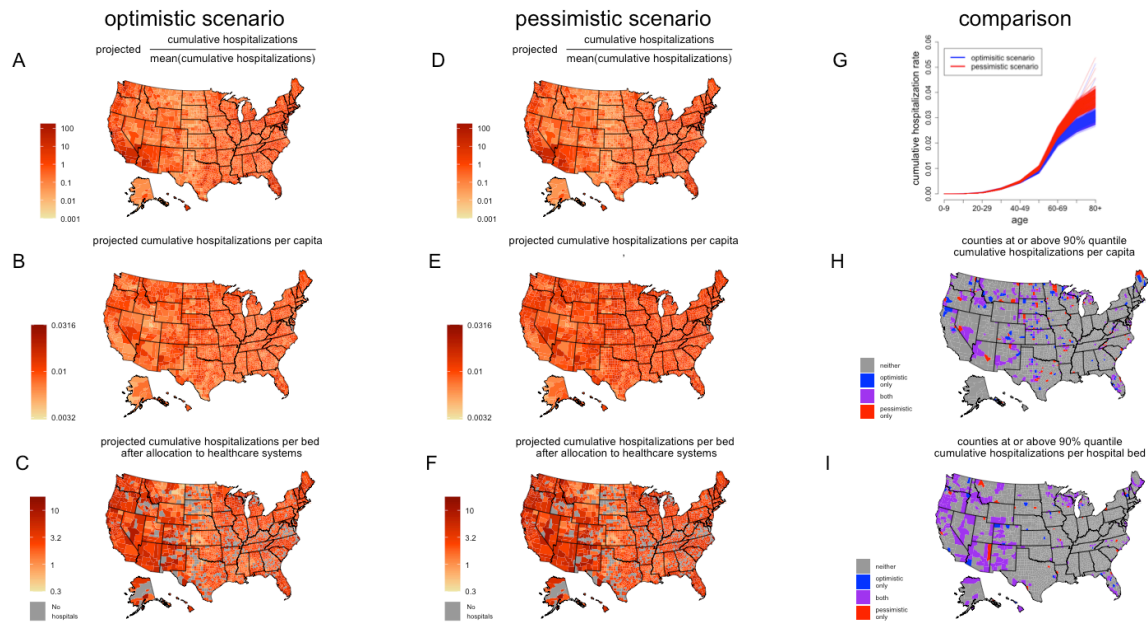 optimistic scenario
pessimistic scenario
comparison
projected cumulative hospitalizations
mean(cumulative hospitalizations)
projected cumulative hospitalizations
mean(cumulative hospitalizations)
A
100
10
1
0.1
0.01
0.001
D
100
10
1
0.1
0.01
0.001
G
optimisitic scenario
pessimistic scenario
cumulative hospitalization rate
0.06
0.05
0.04
0.03
0.02
0.01
0.00
0-9
20-29
40-49
60-69
80+
age
projected cumulative hospitalizations per capita
B
0.0316
0.01
0.0032
projected cumulative hospitalizations per capita
E
0.0316
0.01
0.0032
counties at or above 90% quantile
cumulative hospitalizations per capita
H
neither
optimistic
only
both
pessimistic
only
projected cumulative hospitalizations per bed
after allocation to healthcare systems
C
10
3.2
1
0.3
No
hospitals
projected cumulative hospitalizations per bed
after allocation to healthcare systems
F
10
3.2
1
0.3
No
hospitals
counties at or above 90% quantile
cumulative hospitalizations per hospital bed
I
neither
optimistic
only
both
pessimistic
only